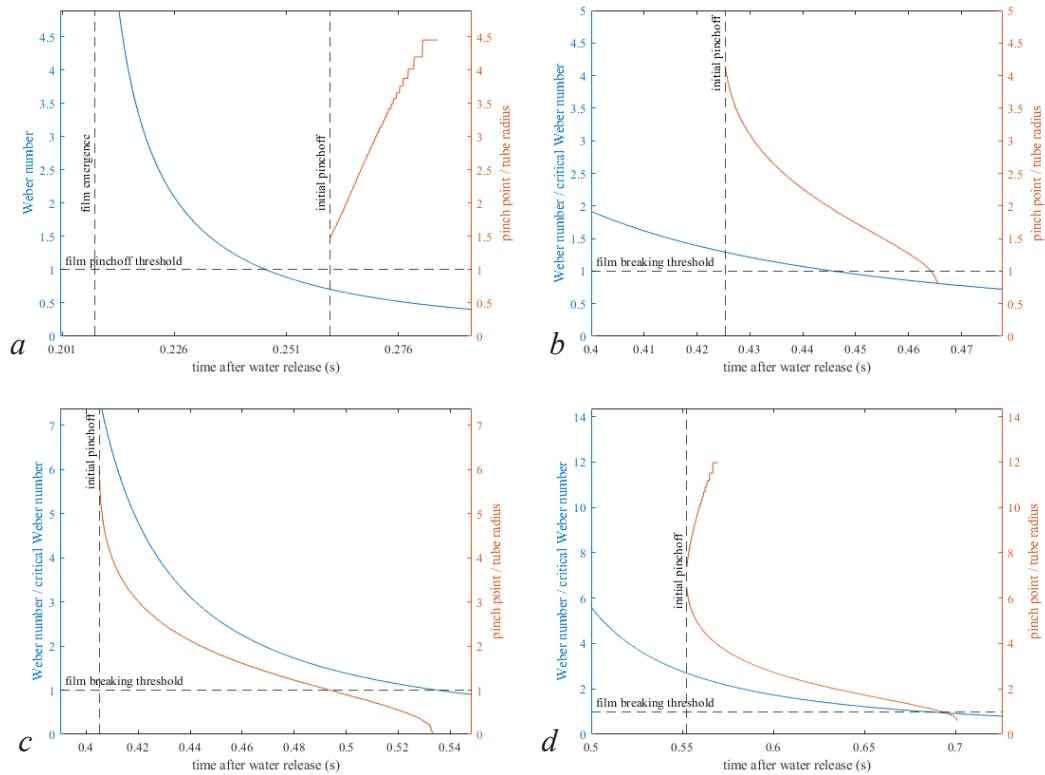 4.5
4
3.5
3
2.5
2
1.5
1
0.5
0
Weber number
film emergence
initial pinchoff
film pinchoff threshold
4.5
4
3.5
3
2.5
2
1.5
1
0.5
0
pinch point / tube radius
0.201 0.226 0.251 0.276
time after water release (s)
a
5
4.5
4
3.5
3
2.5
2
1.5
1
0.5
0
Weber number / critical Weber number
initial pinchoff
film breaking threshold
5
4.5
4
3.5
3
2.5
2
1.5
1
0.5
0
pinch point / tube radius
0.4 0.41 0.42 0.43 0.44 0.45 0.46 0.47
time after water release (s)
b
7
6
5
4
3
2
1
0
Weber number / critical Weber number
initial pinchoff
film breaking threshold
7
6
5
4
3
2
1
0
pinch point / tube radius
0.4 0.42 0.44 0.46 0.48 0.5 0.52 0.54
time after water release (s)
c
14
12
10
8
6
4
2
0
Weber number / critical Weber number
initial pinchoff
film breaking threshold
14
12
10
8
6
4
2
0
pinch point / tube radius
0.5 0.55 0.6 0.65 0.7
time after water release (s)
d